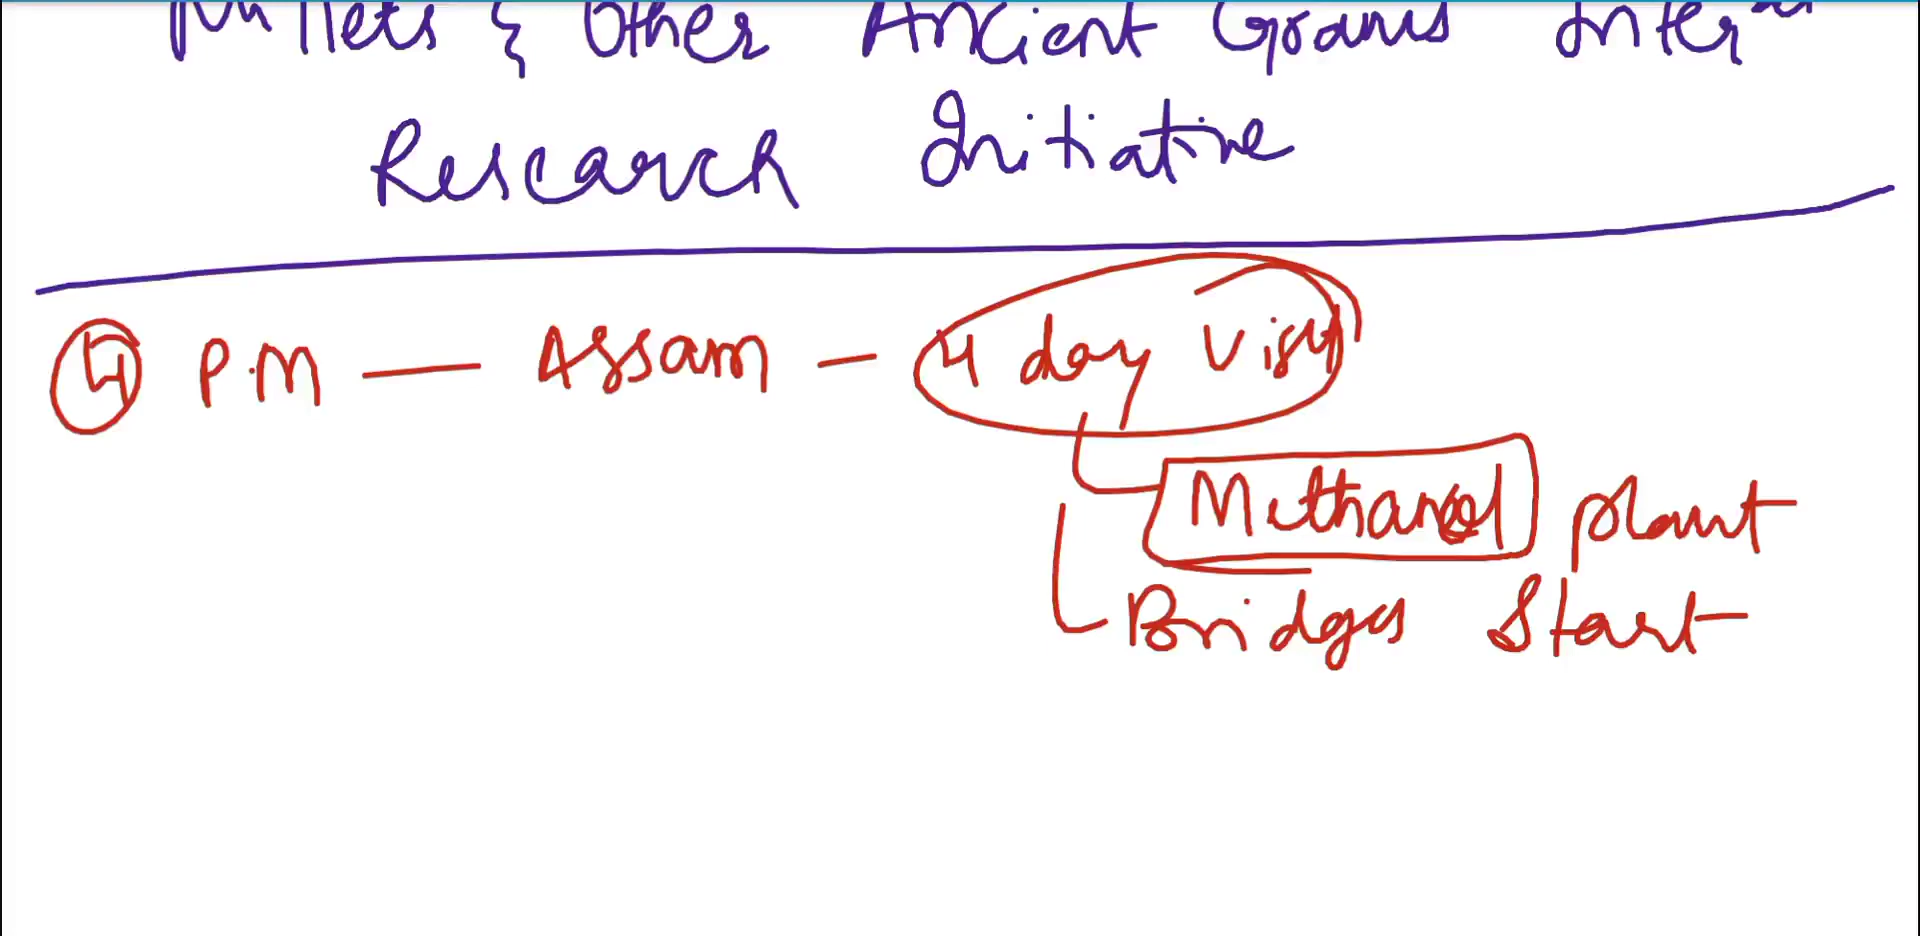 Millets & Other Ancient Grains Inter
Research Initiative
4 P.M — Assam — 4 day Visit
Methanol plant
Bridges Start